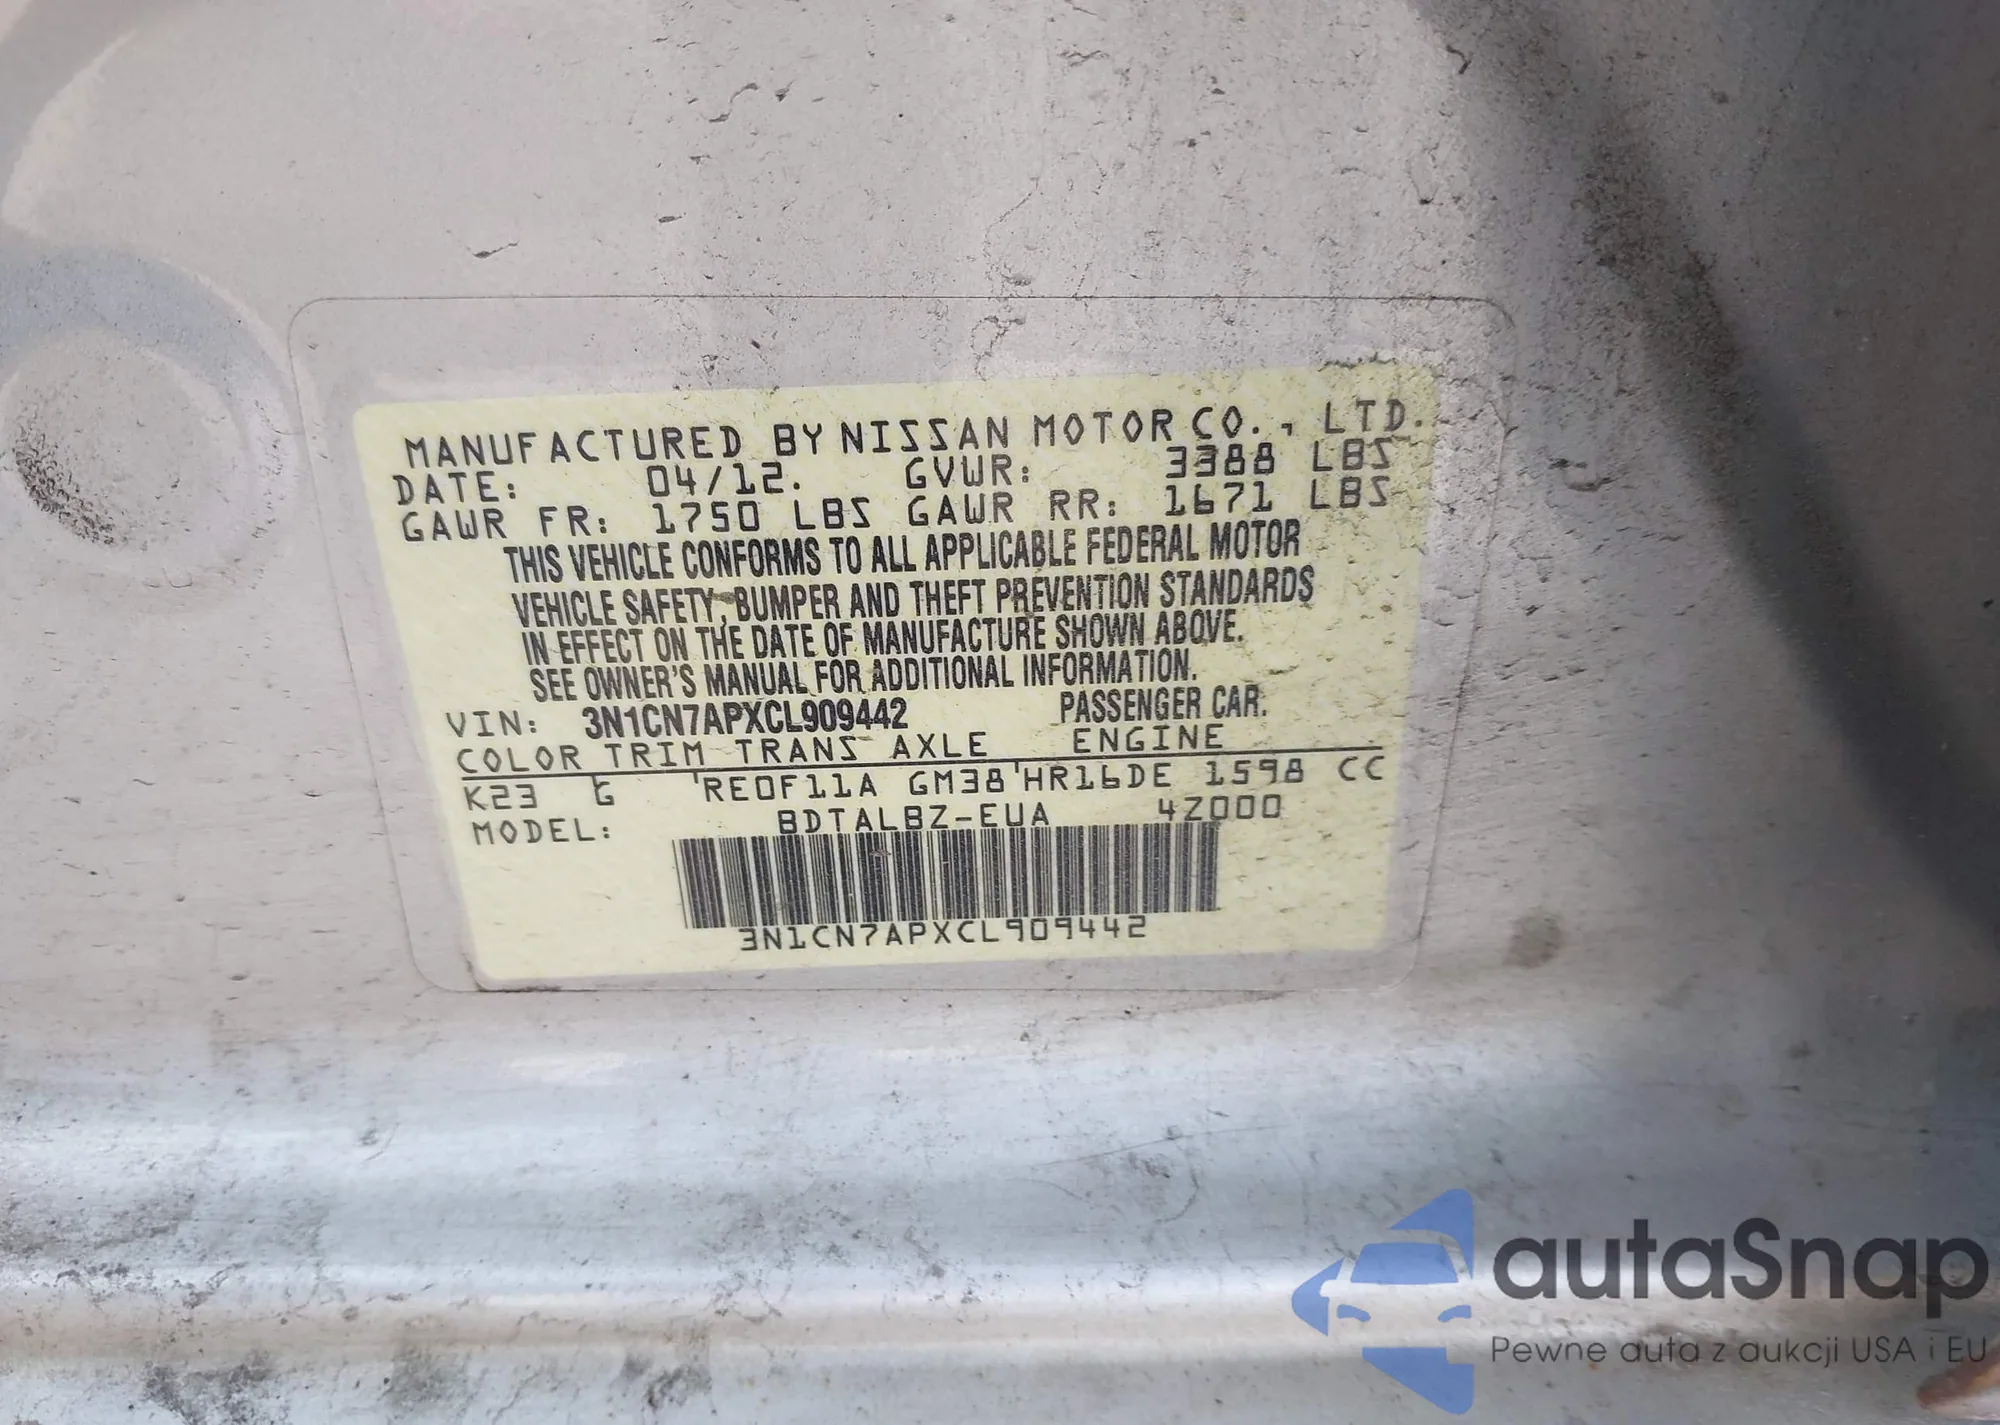 MANUFACTURED BY NISSAN MOTOR CO., LTD.
DATE: 04/12. GVWR: 3388 LBS
GAWR FR: 1750 LBS GAWR RR: 1671 LBS
THIS VEHICLE CONFORMS TO ALL APPLICABLE FEDERAL MOTOR
VEHICLE SAFETY, BUMPER AND THEFT PREVENTION STANDARDS
IN EFFECT ON THE DATE OF MANUFACTURE SHOWN ABOVE.
SEE OWNER'S MANUAL FOR ADDITIONAL INFORMATION.
VIN: 3N1CN7APXCL909442 PASSENGER CAR.
COLOR TRIM TRANS AXLE ENGINE
K23 G 'RE0F11A GM38'HR16DE 1598 CC
MODEL: BDTALBZ-EUA 4Z000
3N1CN7APXCL909442
autaSnap
Pewne auta z aukcji USA i EU